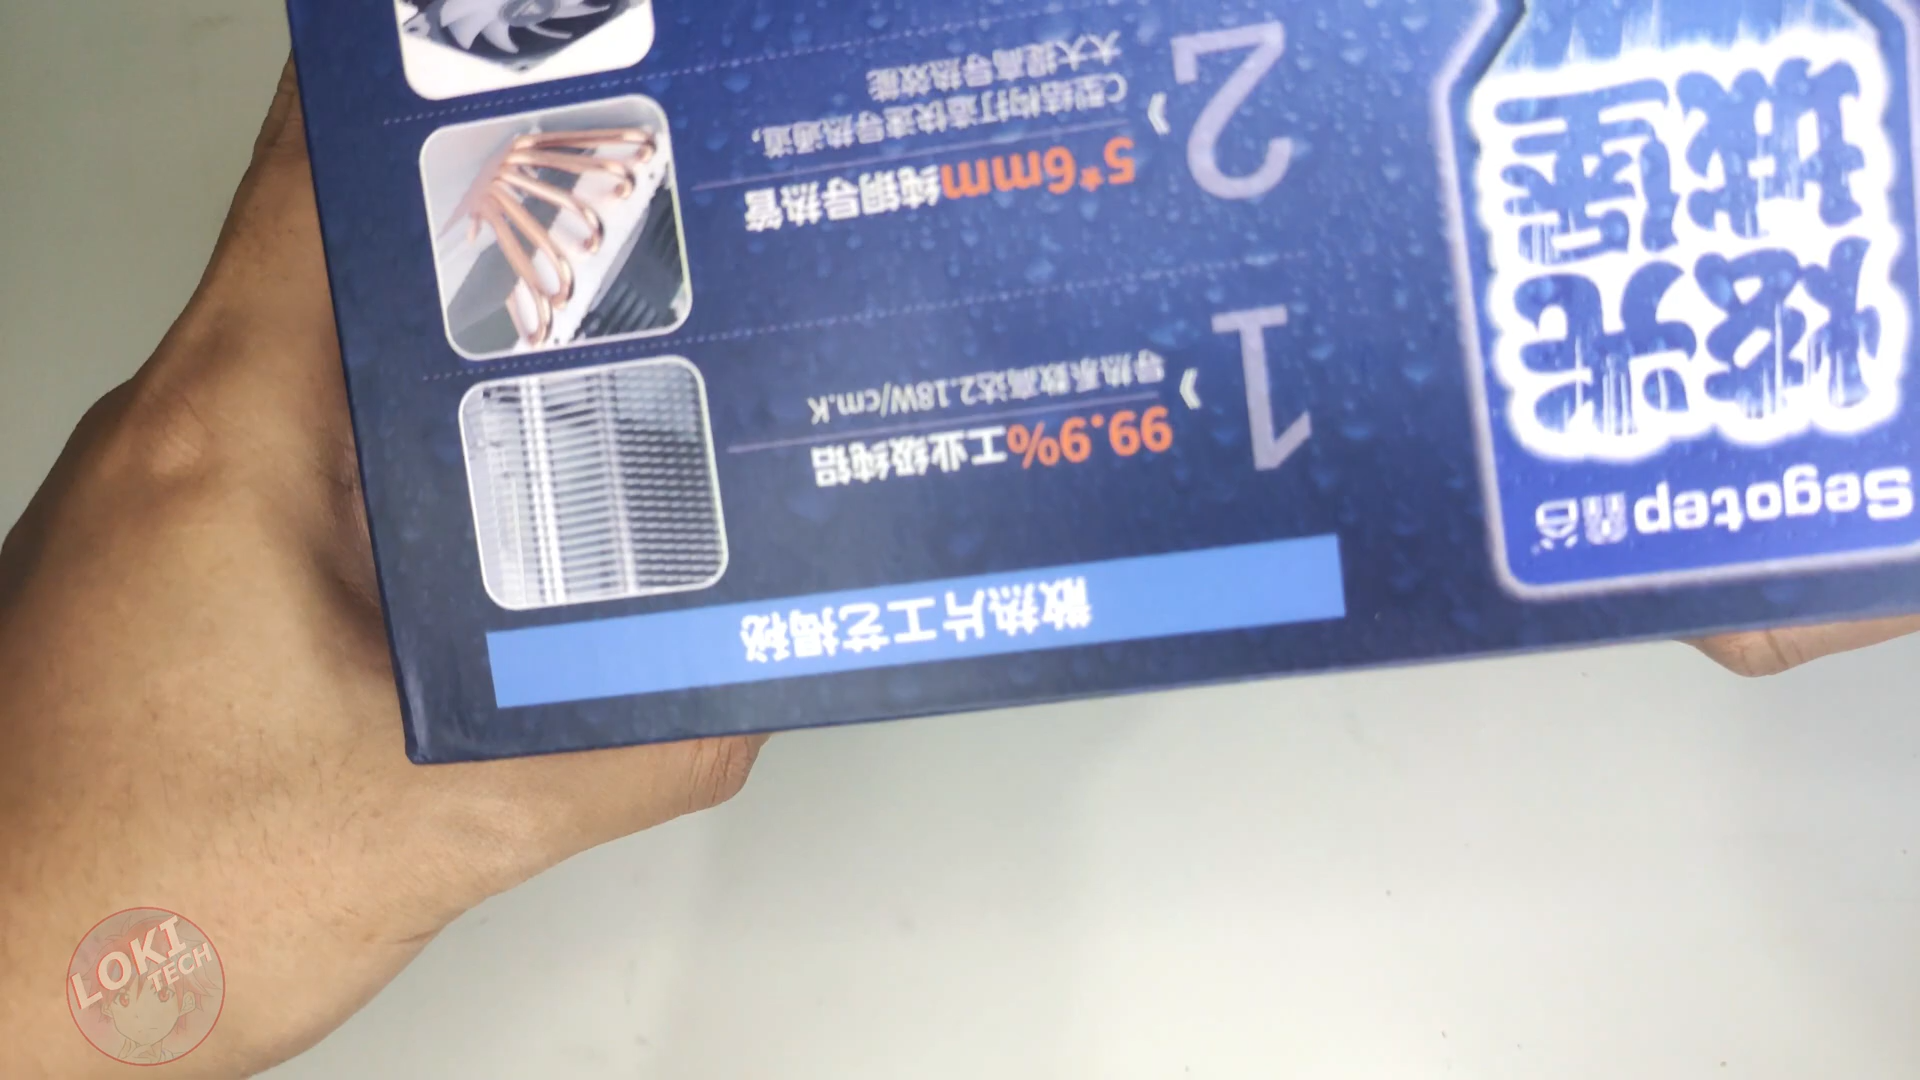 Segotep 鑫谷
散热片工艺揭秘
1
99.9%工业级纯铝
导热系数高达2.18W/cm.K
2
5*6mm纯铜导热管
C型结构打造快速导热通道,
大大提高导热效能
LOKI
TECH